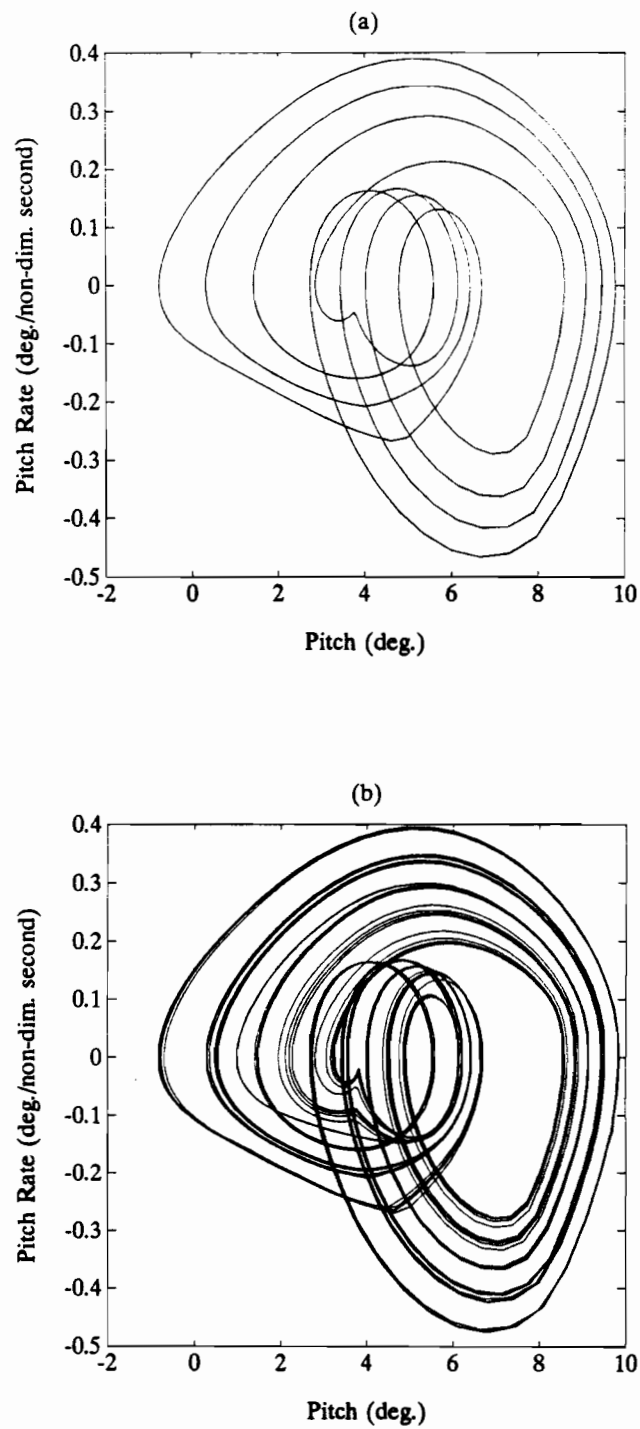 (a)
0.4
0.3
0.2
0.1
0
-0.1
-0.2
-0.3
-0.4
-0.5
-2 0 2 4 6 8 10
Pitch Rate (deg./non-dim. second)
Pitch (deg.)
(b)
0.4
0.3
0.2
0.1
0
-0.1
-0.2
-0.3
-0.4
-0.5
-2 0 2 4 6 8 10
Pitch Rate (deg./non-dim. second)
Pitch (deg.)